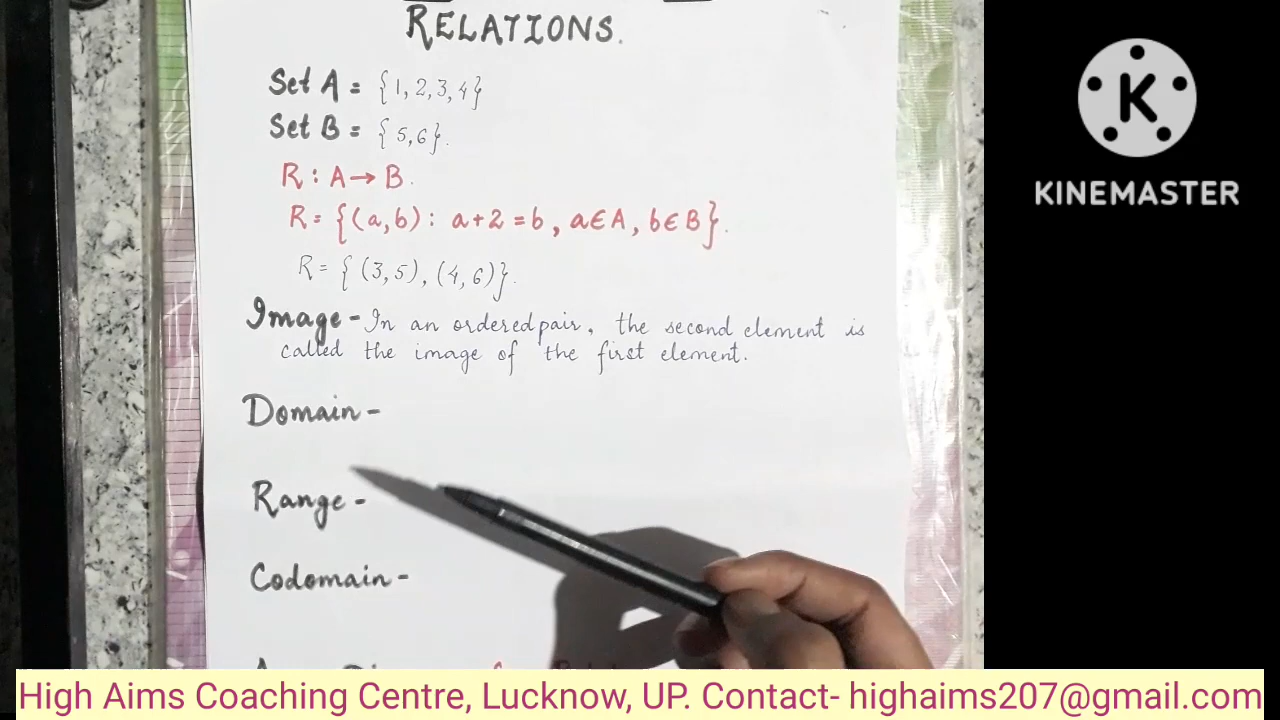 RELATIONS.
Set A = {1, 2, 3, 4}
Set B = {5, 6}.
R : A → B.
R = {(a, b) : a + 2 = b, a ∈ A, b ∈ B}.
R = {(3, 5), (4, 6)}.
Image - In an ordered pair, the second element is
called the image of the first element.
Domain -
Range -
Codomain -
K
KINEMASTER
High Aims Coaching Centre, Lucknow, UP. Contact- highaims207@gmail.com